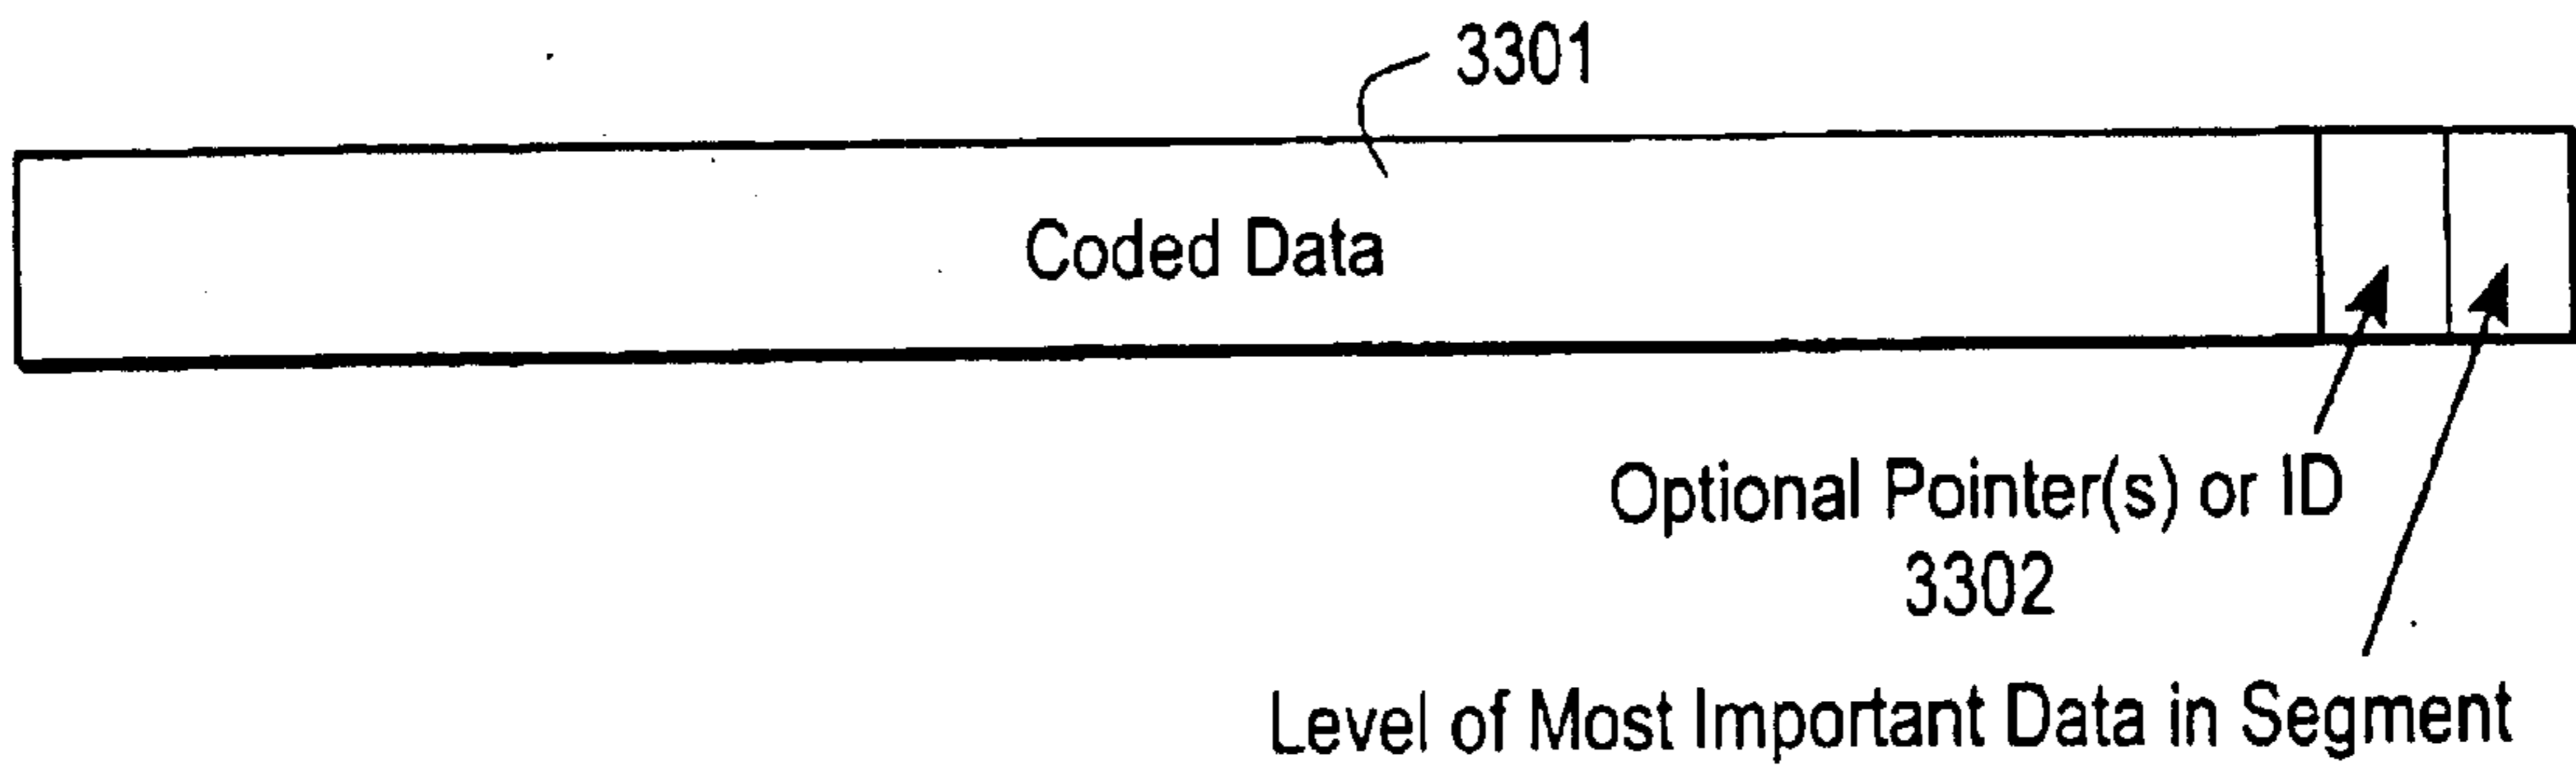 3301
Coded Data
Optional Pointer(s) or ID
3302
Level of Most Important Data in Segment